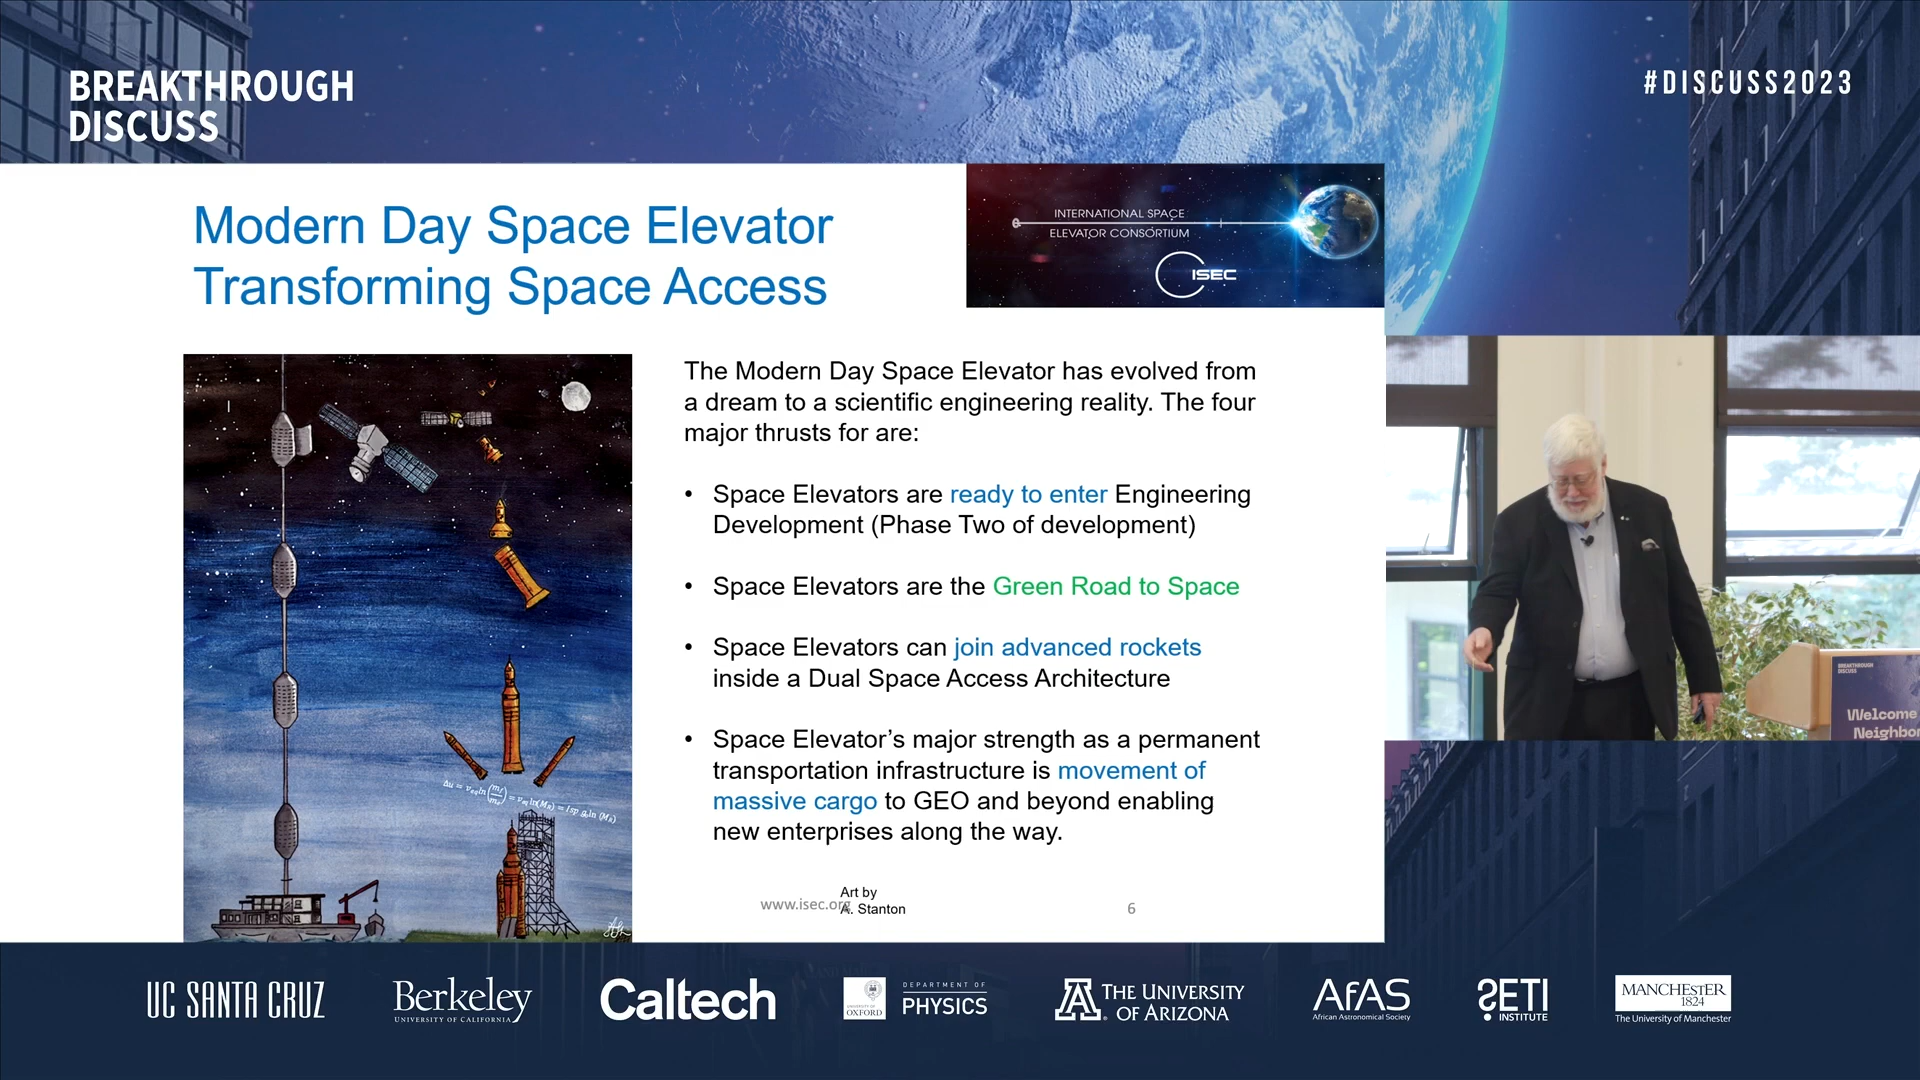 BREAKTHROUGH
DISCUSS
#DISCUSS2023
Modern Day Space Elevator
Transforming Space Access
INTERNATIONAL SPACE
ELEVATOR CONSORTIUM
ISEC
The Modern Day Space Elevator has evolved from
a dream to a scientific engineering reality. The four
major thrusts for are:
• Space Elevators are ready to enter Engineering
Development (Phase Two of development)
• Space Elevators are the Green Road to Space
• Space Elevators can join advanced rockets
inside a Dual Space Access Architecture
• Space Elevator’s major strength as a permanent
transportation infrastructure is movement of
massive cargo to GEO and beyond enabling
new enterprises along the way.
Art by
A. Stanton
www.isec.org
6
BREAKTHROUGH
DISCUSS
Welcome
Neighbo
UC SANTA CRUZ
Berkeley
UNIVERSITY OF CALIFORNIA
Caltech
UNIVERSITY OF
OXFORD
DEPARTMENT OF
PHYSICS
A
THE UNIVERSITY
OF ARIZONA
AfAS
African Astronomical Society
SETI
INSTITUTE
MANCHESTER
1824
The University of Manchester